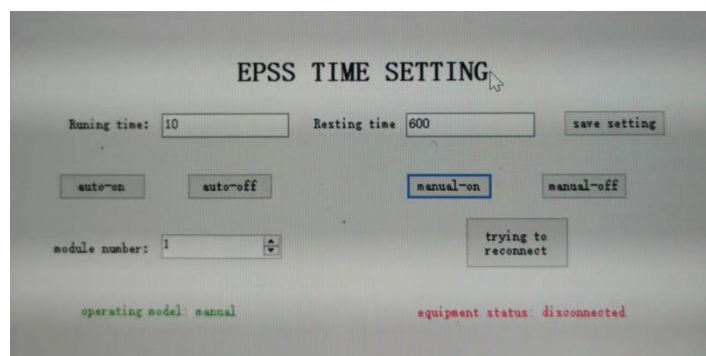 EPSS TIME SETTING
Runing time: 10 Resting time 600 save setting
auto-on auto-off manual-on manual-off
module number: 1 trying to
reconnect
operating model: manual equipment status: disconnected